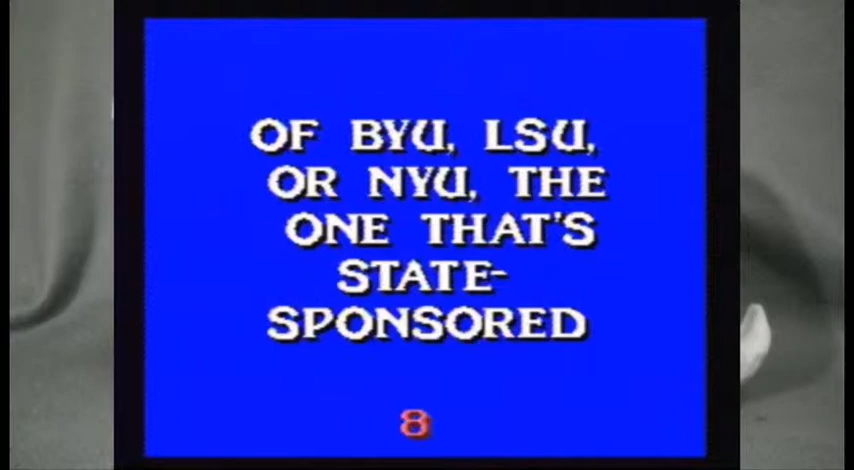 OF BYU, LSU,
OR NYU, THE
ONE THAT'S
STATE-
SPONSORED
8